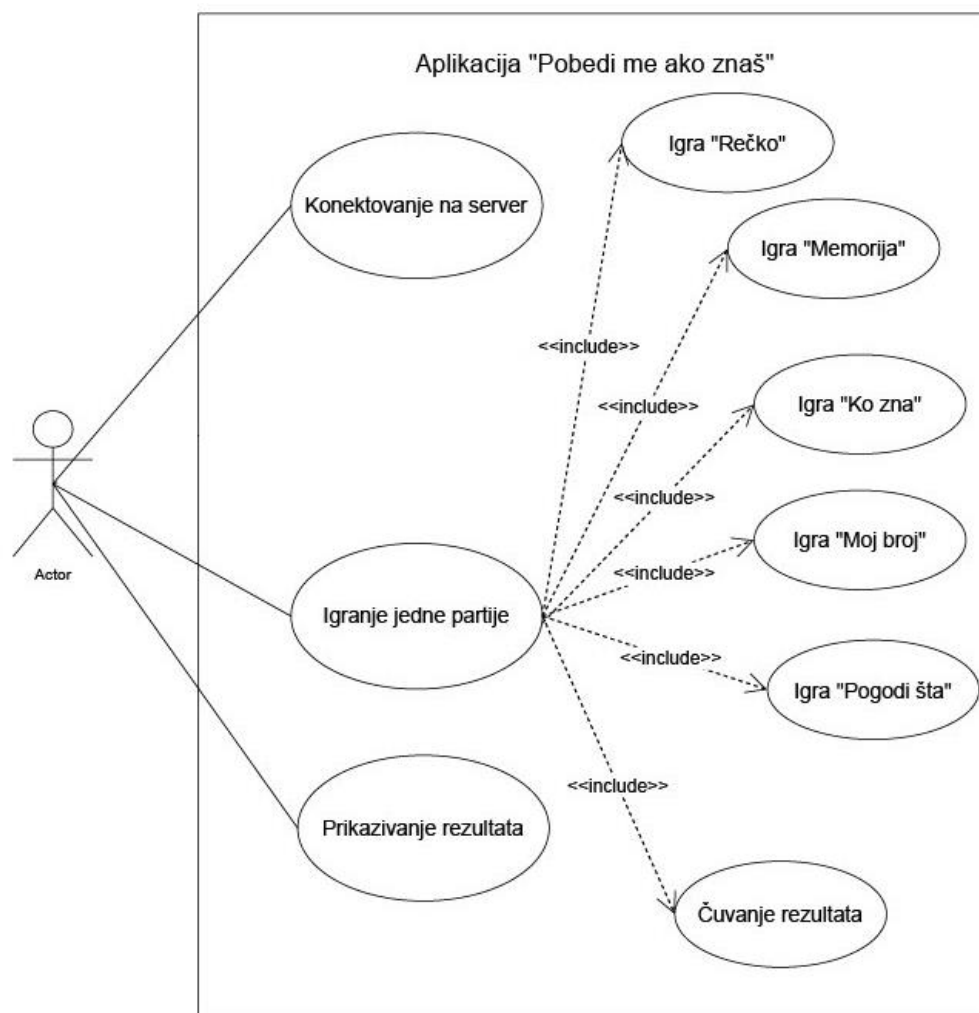 Aplikacija "Pobedi me ako znaš"
Igra "Rečko"
Konektovanje na server
Igra "Memorija"
<<include>>
<<include>>
Igra "Ko zna"
<<include>>
Igra "Moj broj"
<<include>>
Actor
Igranje jedne partije
<<include>>
Igra "Pogodi šta"
<<include>>
Prikazivanje rezultata
Čuvanje rezultata